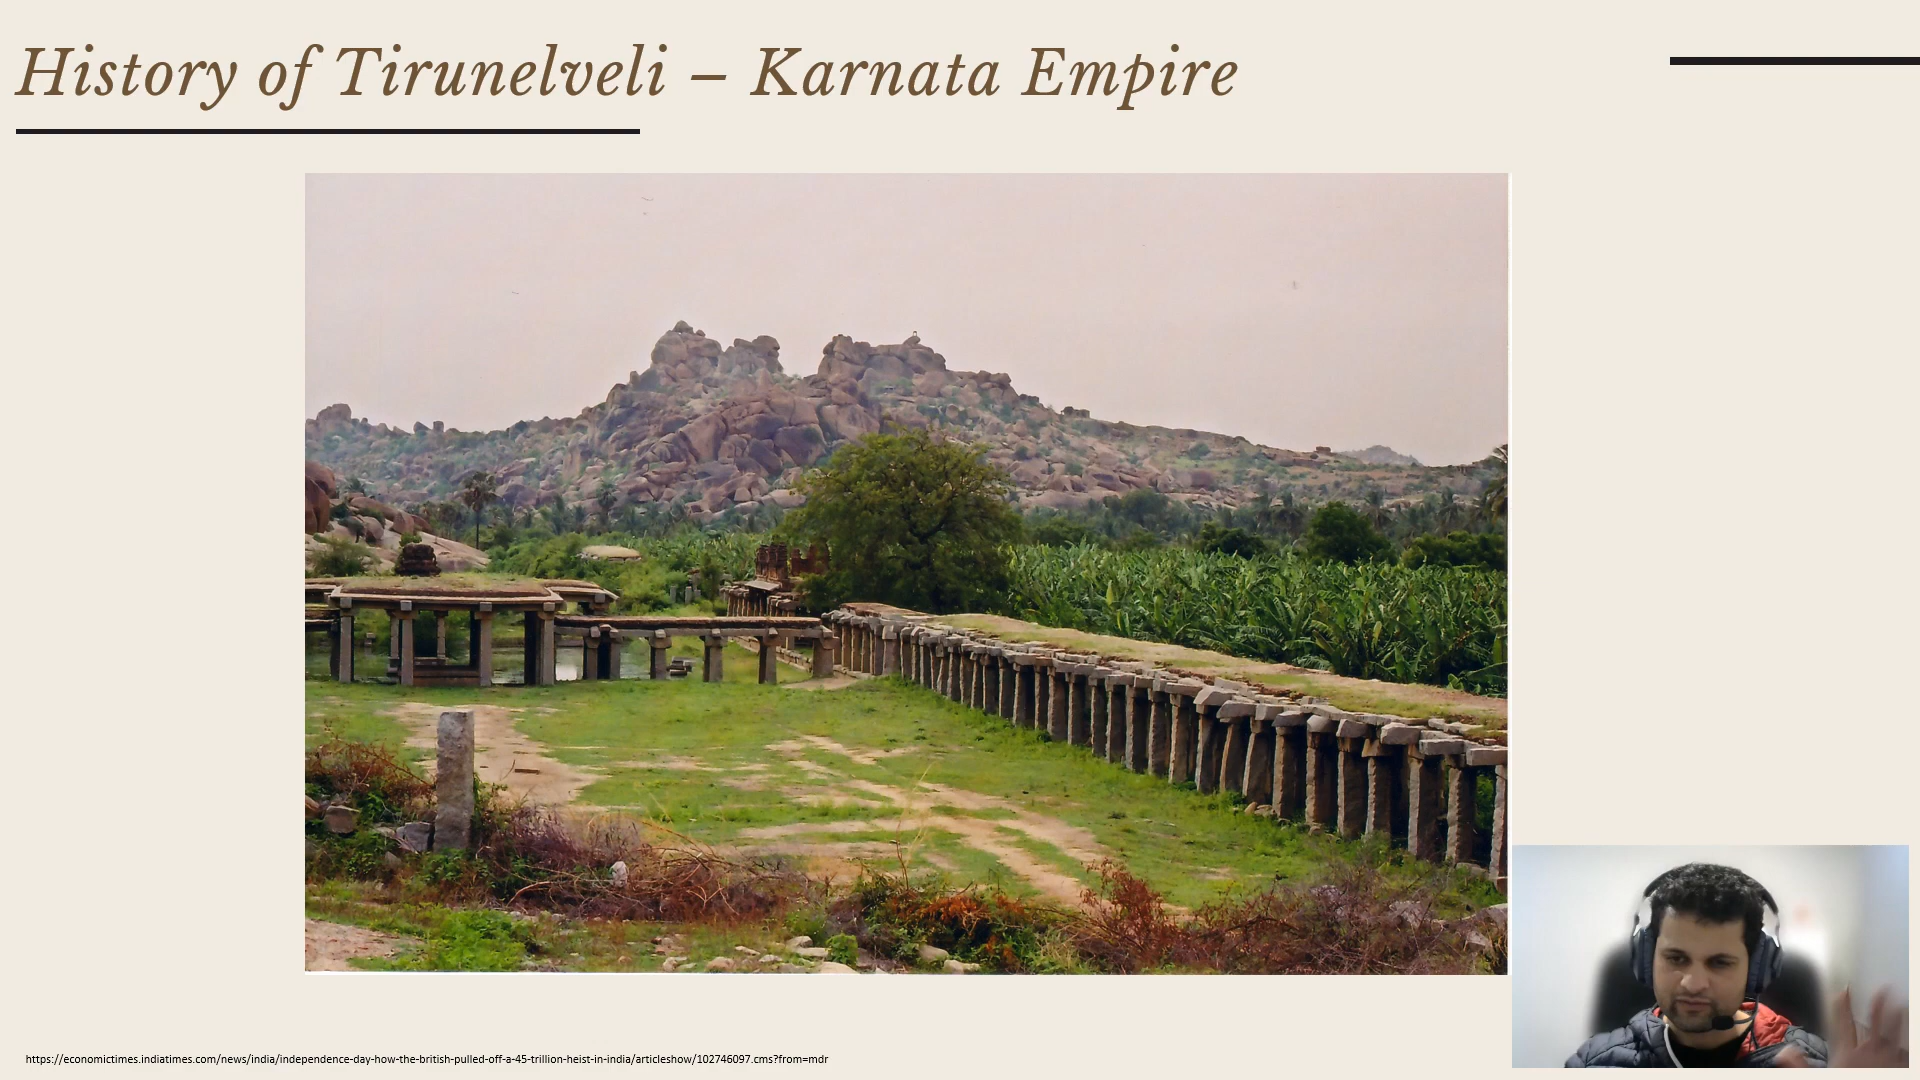 History of Tirunelveli – Karnata Empire
https://economictimes.indiatimes.com/news/india/independence-day-how-the-british-pulled-off-a-45-trillion-heist-in-india/articleshow/102746097.cms?from=mdr